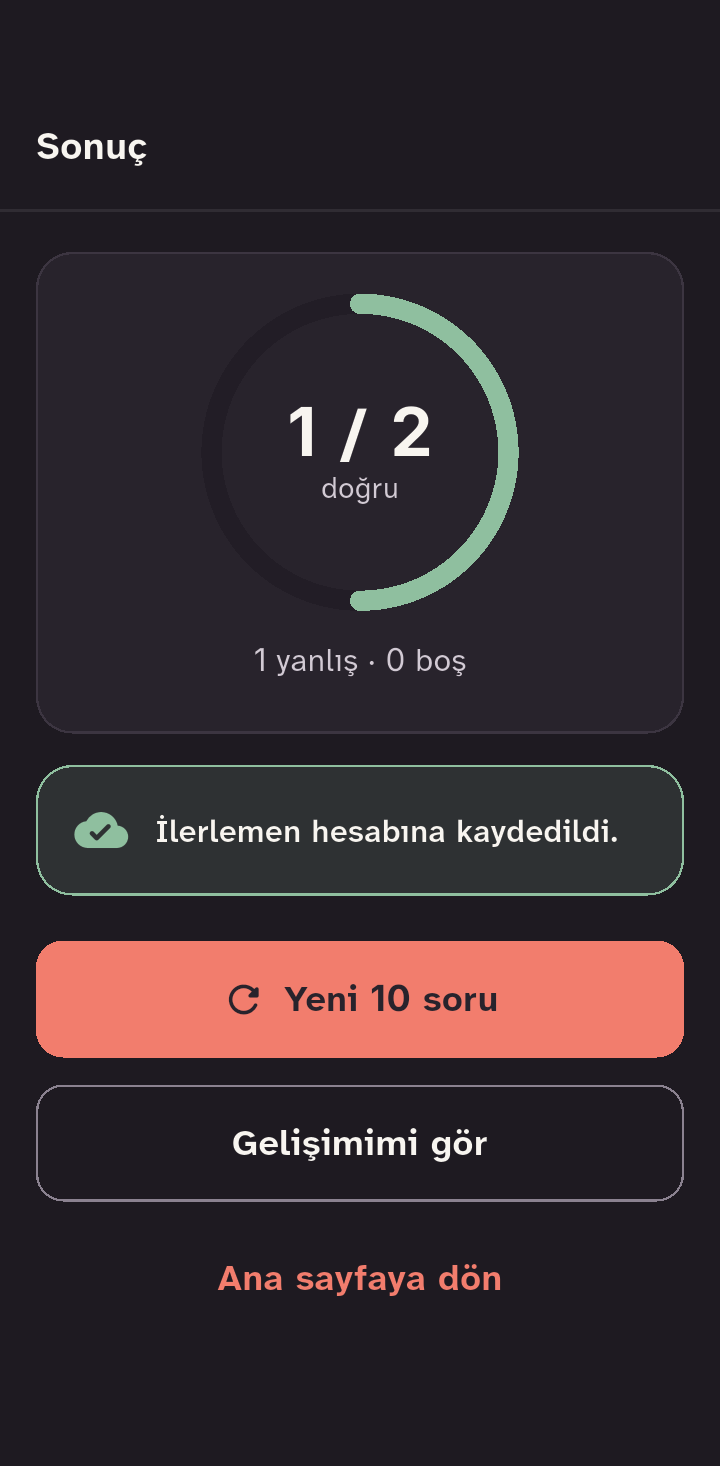 Sonuç
1 / 2
doğru
1 yanlış · 0 boş
İlerlemen hesabına kaydedildi.
Yeni 10 soru
Gelişimimi gör
Ana sayfaya dön